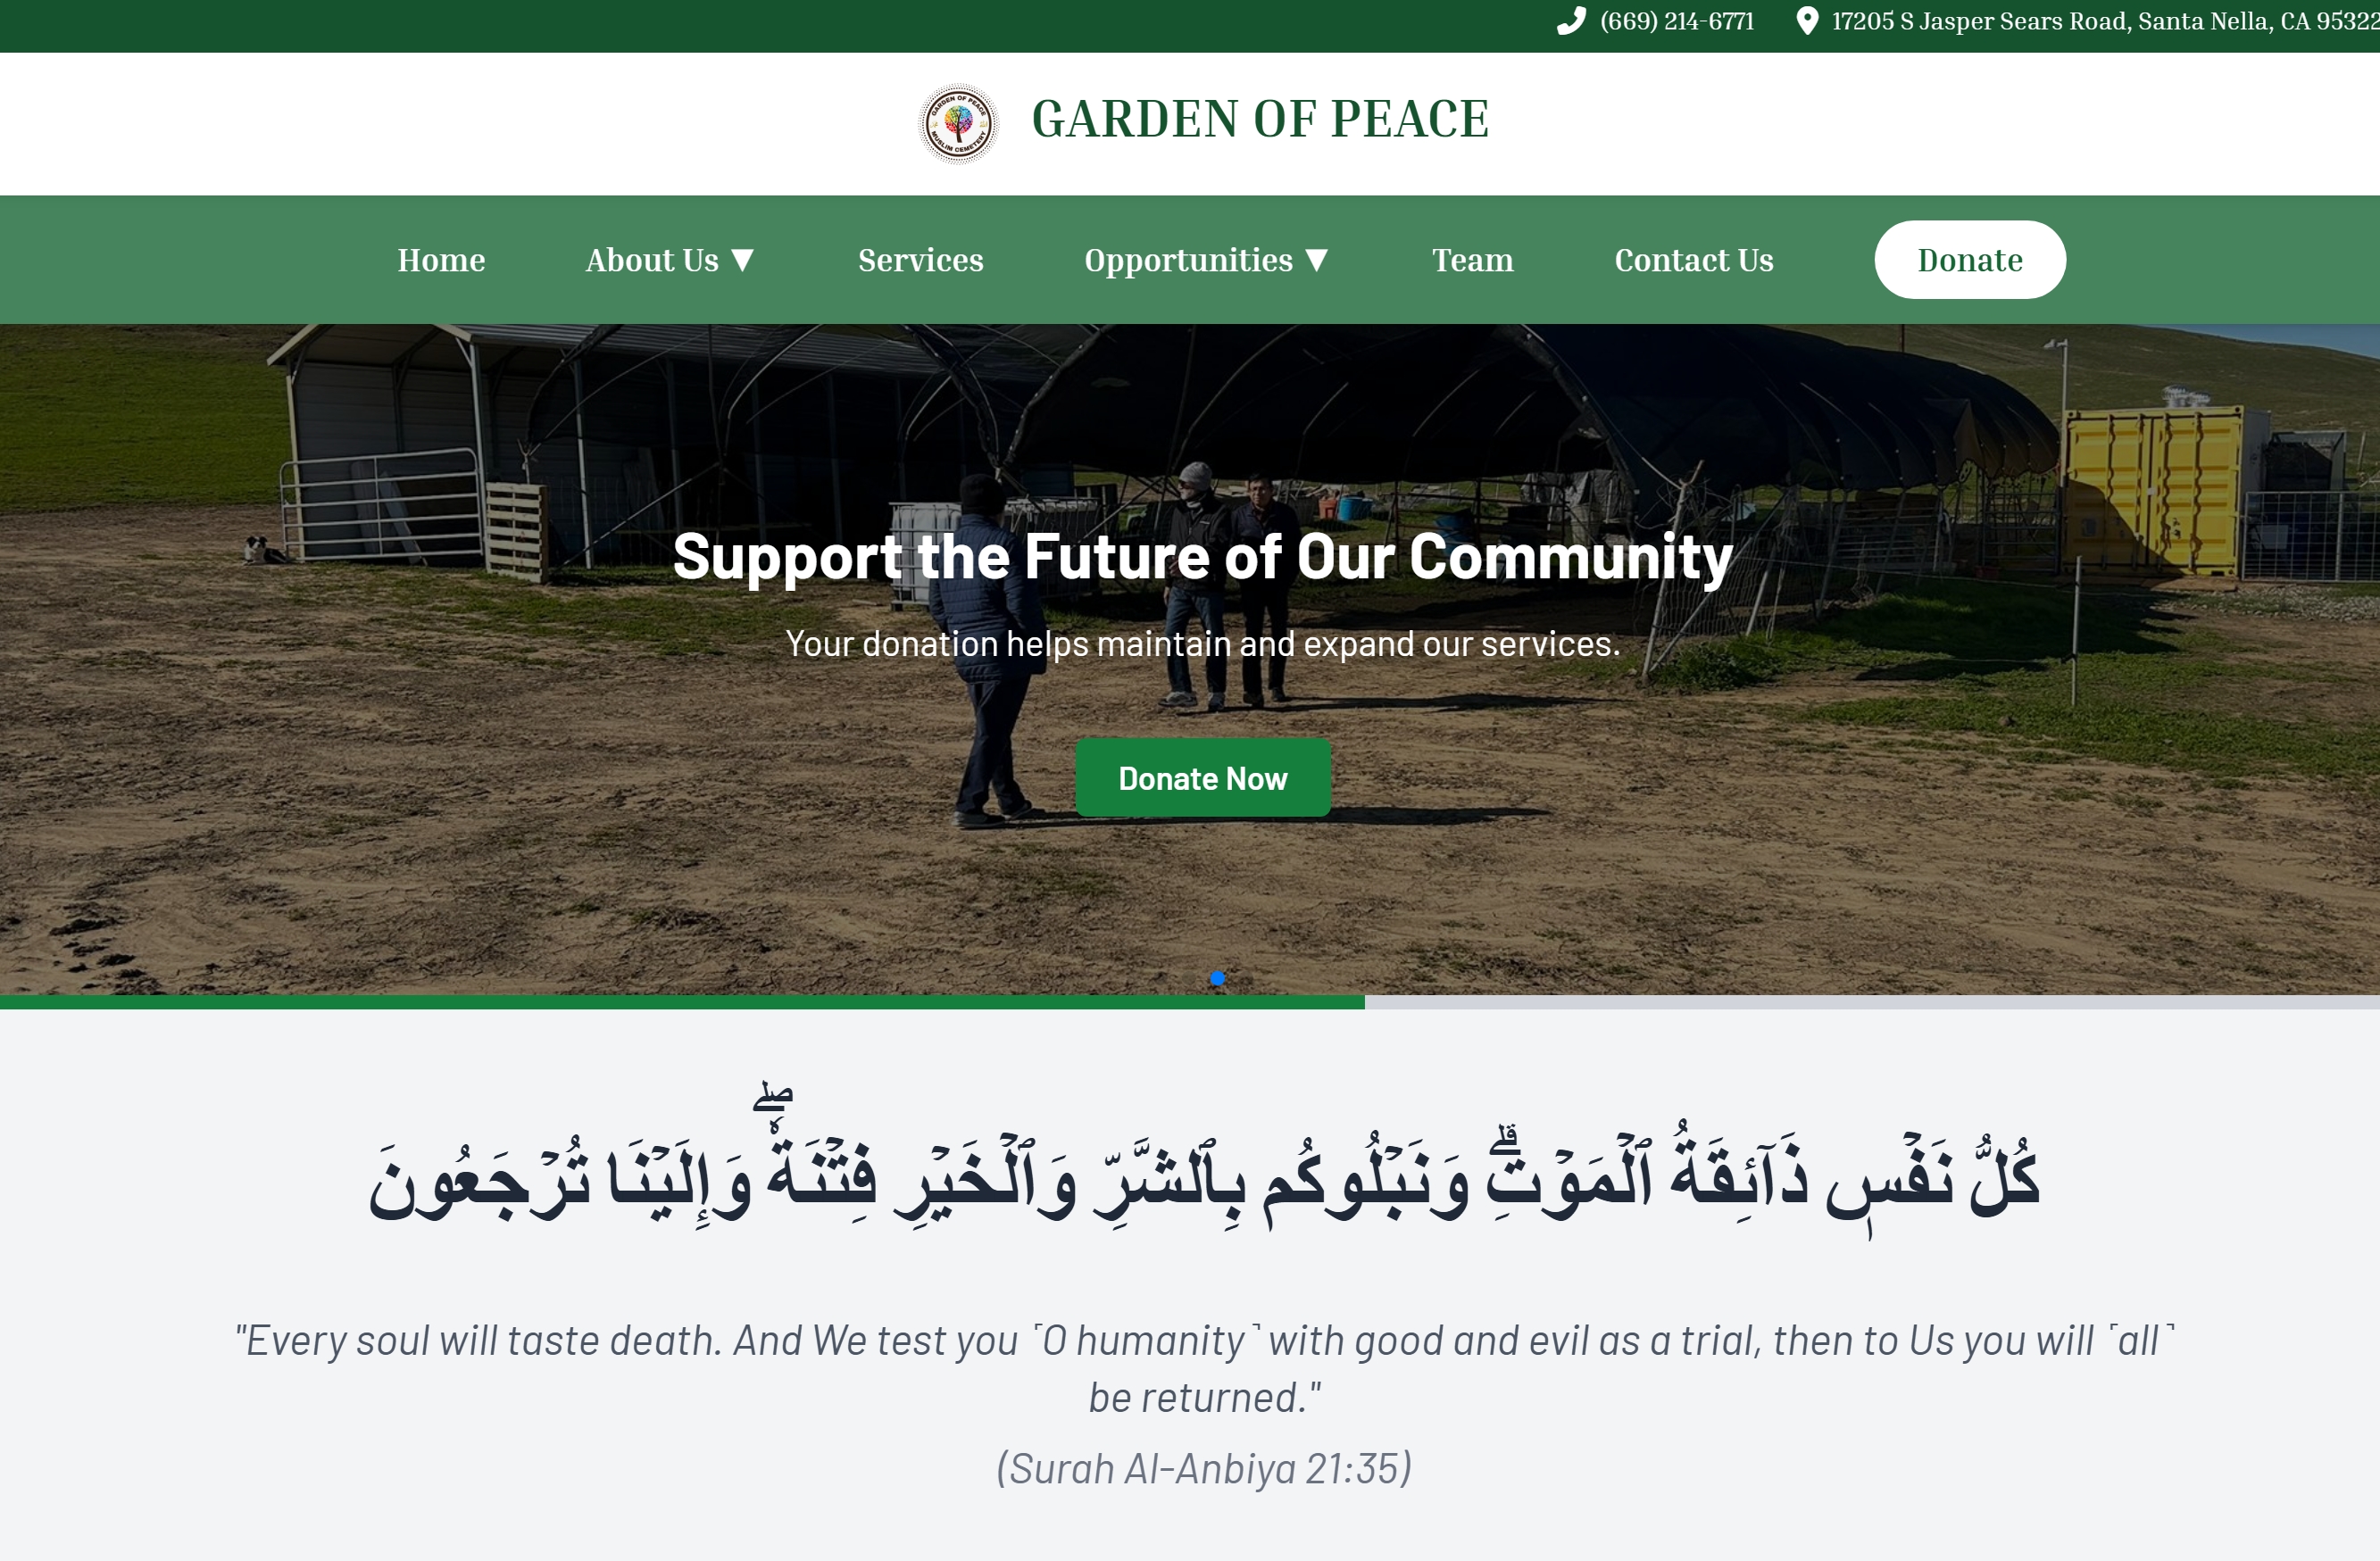 (669) 214-6771 17205 S Jasper Sears Road, Santa Nella, CA 95322
GARDEN OF PEACE
MUSLIM CEMETERY
GARDEN OF PEACE
Home About Us ▼ Services Opportunities ▼ Team Contact Us Donate
Support the Future of Our Community
Your donation helps maintain and expand our services.
Donate Now
كُلُّ نَفۡسٖ ذَآئِقَةُ ٱلۡمَوۡتِۗ وَنَبۡلُوكُم بِٱلشَّرِّ وَٱلۡخَيۡرِ فِتۡنَةٗۖ وَإِلَيۡنَا تُرۡجَعُونَ
"Every soul will taste death. And We test you ˹O humanity˺ with good and evil as a trial, then to Us you will ˹all˺
be returned."
(Surah Al-Anbiya 21:35)